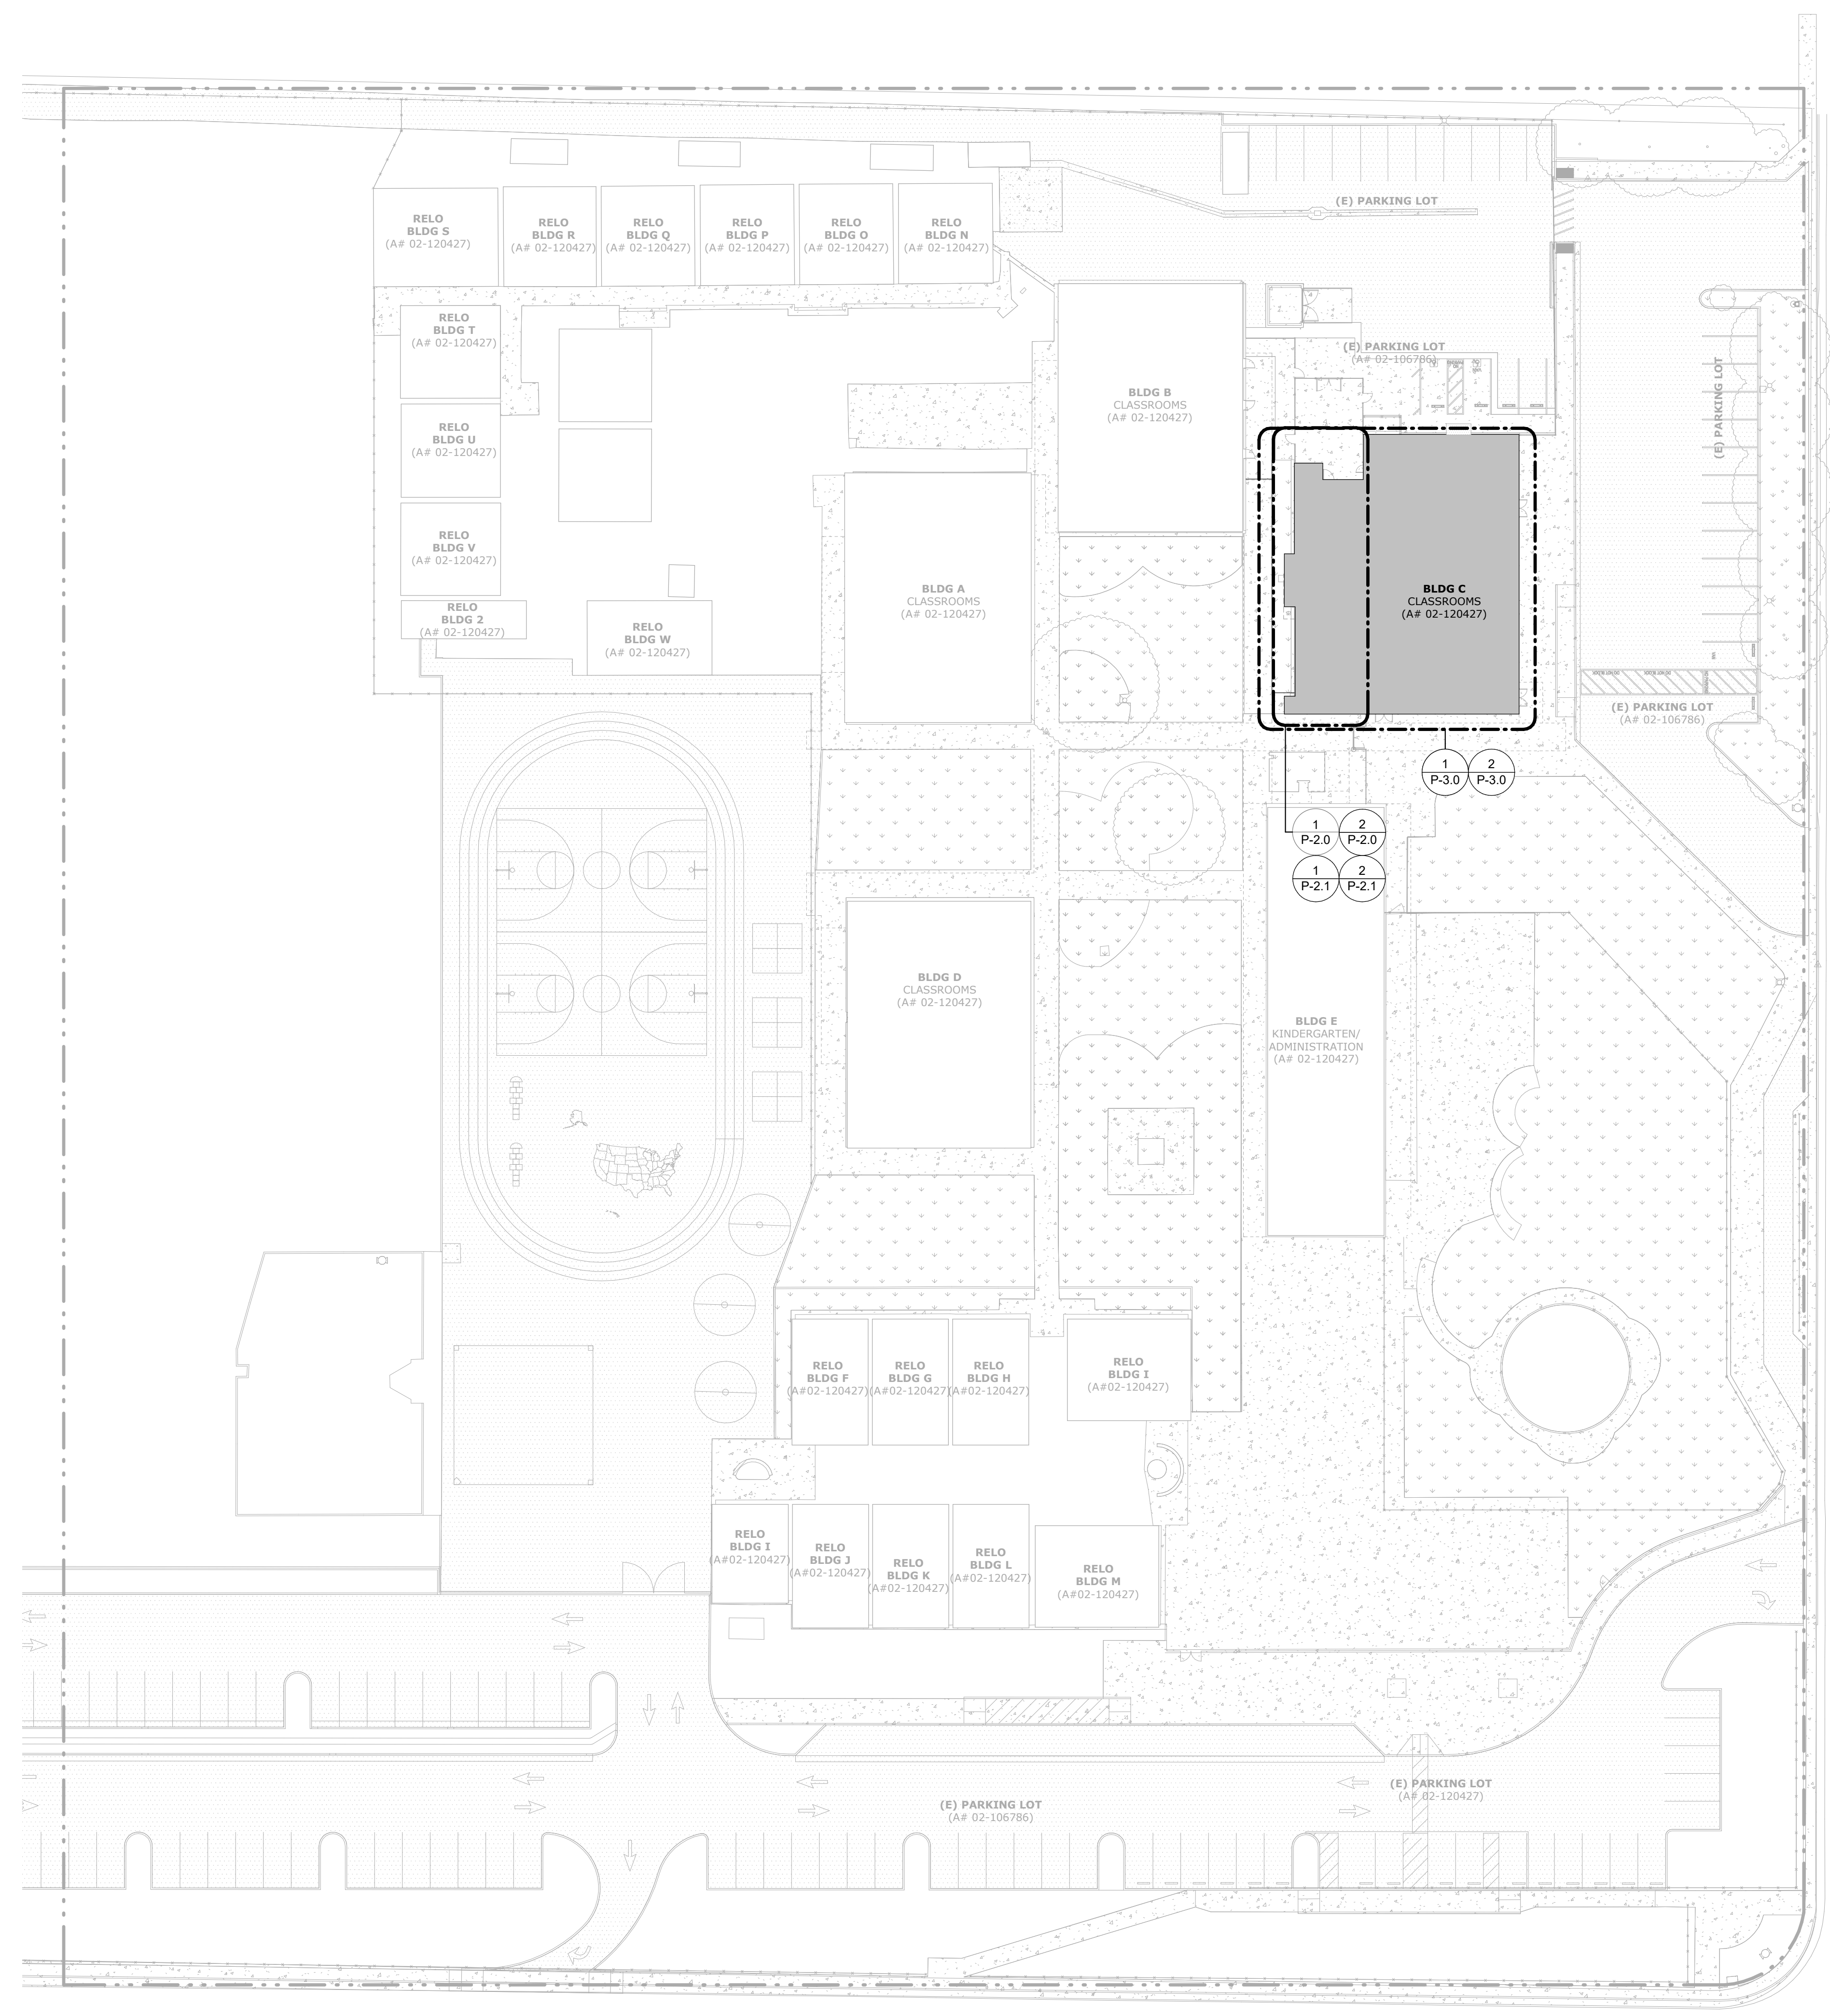 (E) PARKING LOT
RELO
BLDG S
(A# 02-120427)
RELO
BLDG R
(A# 02-120427)
RELO
BLDG Q
(A# 02-120427)
RELO
BLDG P
(A# 02-120427)
RELO
BLDG O
(A# 02-120427)
RELO
BLDG N
(A# 02-120427)
RELO
BLDG T
(A# 02-120427)
(E) PARKING LOT
(A# 02-106786)
(E) PARKING LOT
BLDG B
CLASSROOMS
(A# 02-120427)
RELO
BLDG U
(A# 02-120427)
RELO
BLDG V
(A# 02-120427)
BLDG A
CLASSROOMS
(A# 02-120427)
BLDG C
CLASSROOMS
(A# 02-120427)
RELO
BLDG 2
(A# 02-120427)
RELO
BLDG W
(A# 02-120427)
(E) PARKING LOT
(A# 02-106786)
1
P-3.0
2
P-3.0
1
P-2.0
2
P-2.0
1
P-2.1
2
P-2.1
BLDG D
CLASSROOMS
(A# 02-120427)
BLDG E
KINDERGARTEN/
ADMINISTRATION
(A# 02-120427)
RELO
BLDG F
(A#02-120427)
RELO
BLDG G
(A#02-120427)
RELO
BLDG H
(A#02-120427)
RELO
BLDG I
(A#02-120427)
RELO
BLDG I
(A#02-120427)
RELO
BLDG J
(A#02-120427)
RELO
BLDG K
(A#02-120427)
RELO
BLDG L
(A#02-120427)
RELO
BLDG M
(A#02-120427)
(E) PARKING LOT
(A# 02-120427)
(E) PARKING LOT
(A# 02-106786)